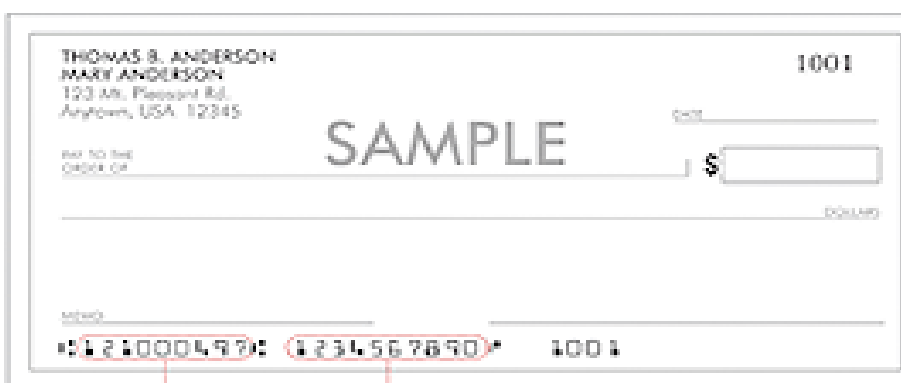 THOMAS B. ANDERSON
MARY ANDERSON
1001
123 Mt. Pleasant Rd.
Anytown, USA 12345
DATE
SAMPLE
PAY TO THE
ORDER OF
$
DOLLARS
MEMO
⑆121000497⑆ 1234567890⑈ 1001